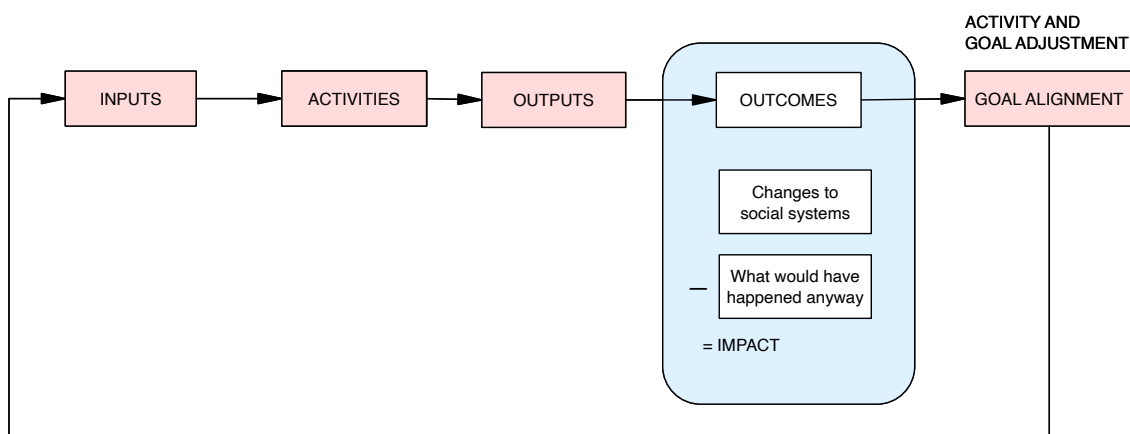 ACTIVITY AND
GOAL ADJUSTMENT
INPUTS
ACTIVITIES
OUTPUTS
OUTCOMES
GOAL ALIGNMENT
Changes to
social systems
— What would have
happened anyway
= IMPACT